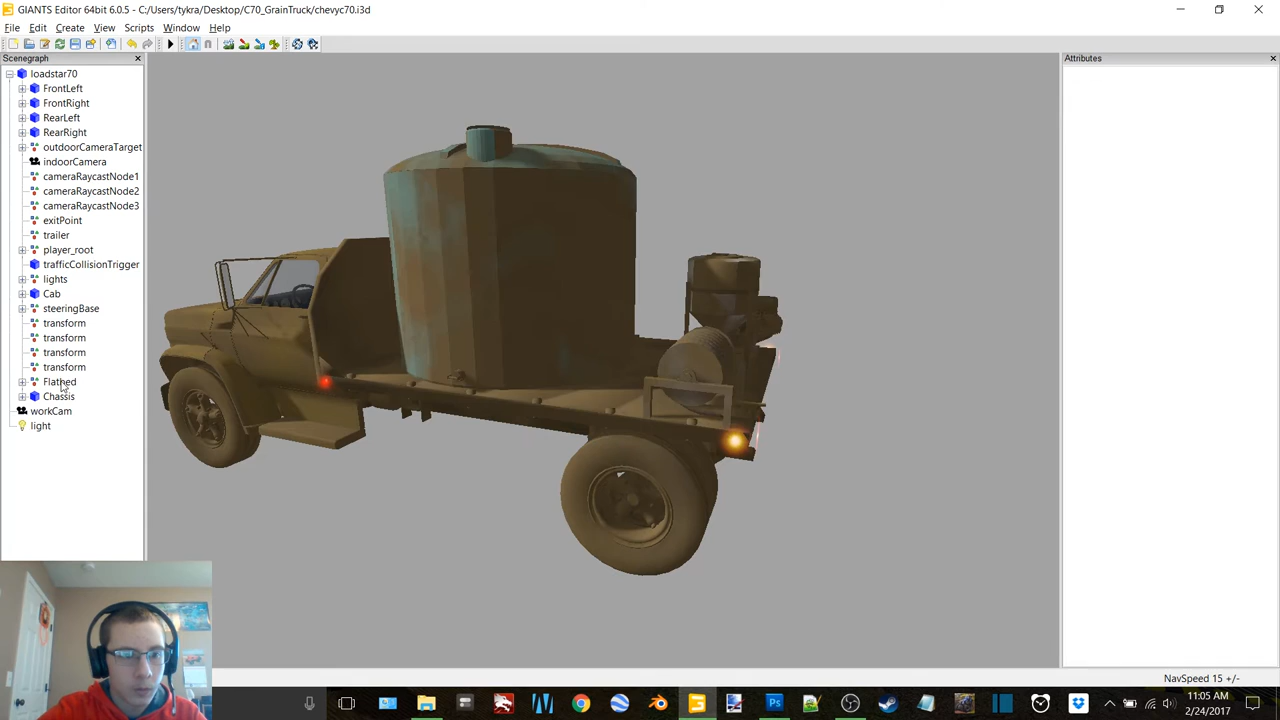 GIANTS Editor 64bit 6.0.5 - C:/Users/tykra/Desktop/C70_GrainTruck/chevyc70.i3d
File Edit Create View Scripts Window Help
Scenegraph
Attributes
loadstar70
FrontLeft
FrontRight
RearLeft
RearRight
outdoorCameraTarget
indoorCamera
cameraRaycastNode1
cameraRaycastNode2
cameraRaycastNode3
exitPoint
trailer
player_root
trafficCollisionTrigger
lights
Cab
steeringBase
transform
transform
transform
transform
Flatbed
Chassis
workCam
light
NavSpeed 15 +/-
11:05 AM
2/24/2017